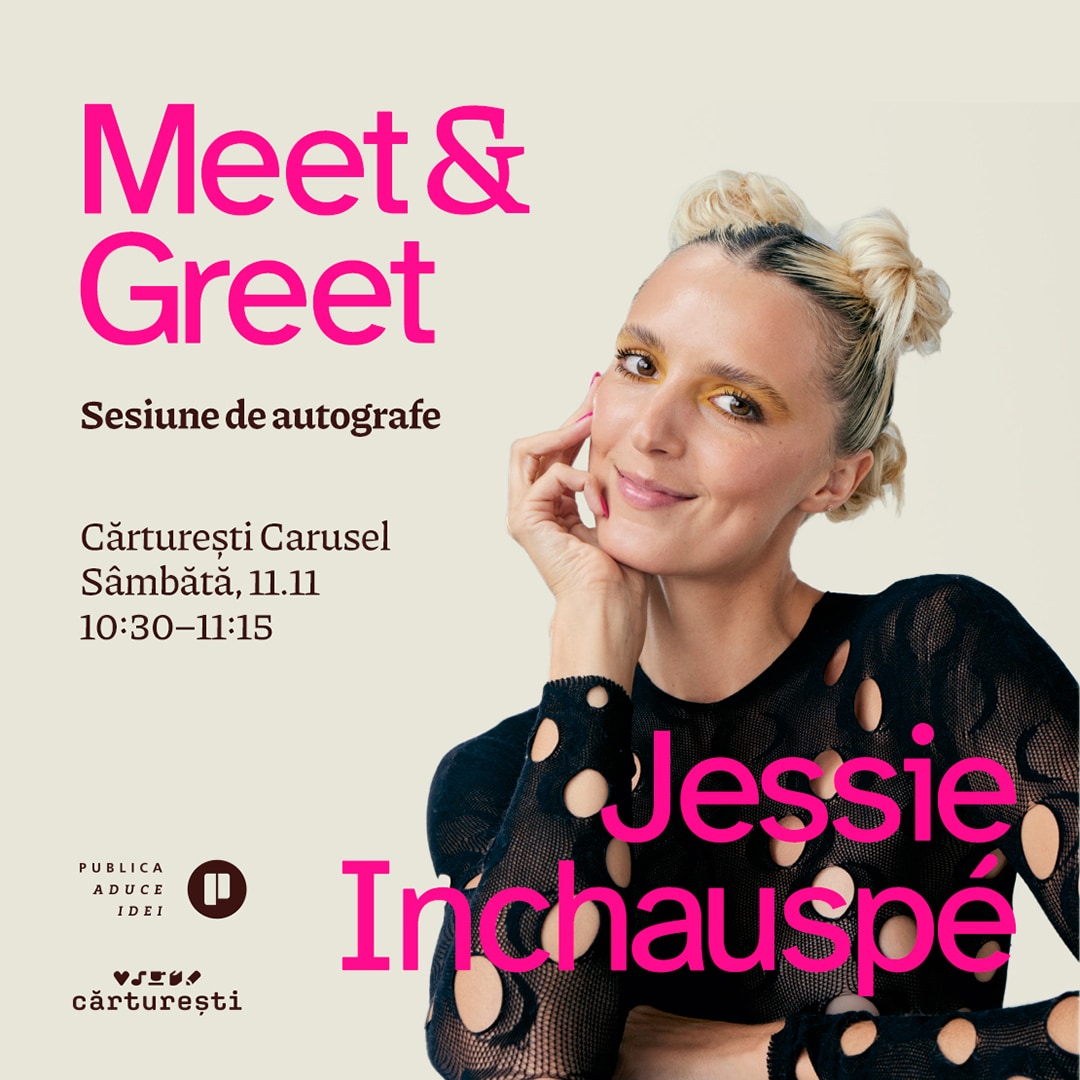 Meet &
Greet
Sesiune de autografe
Cărturești Carusel
Sâmbătă, 11.11
10:30–11:15
Jessie
Inchauspé
PUBLICA
ADUCE
IDEI
cărturești